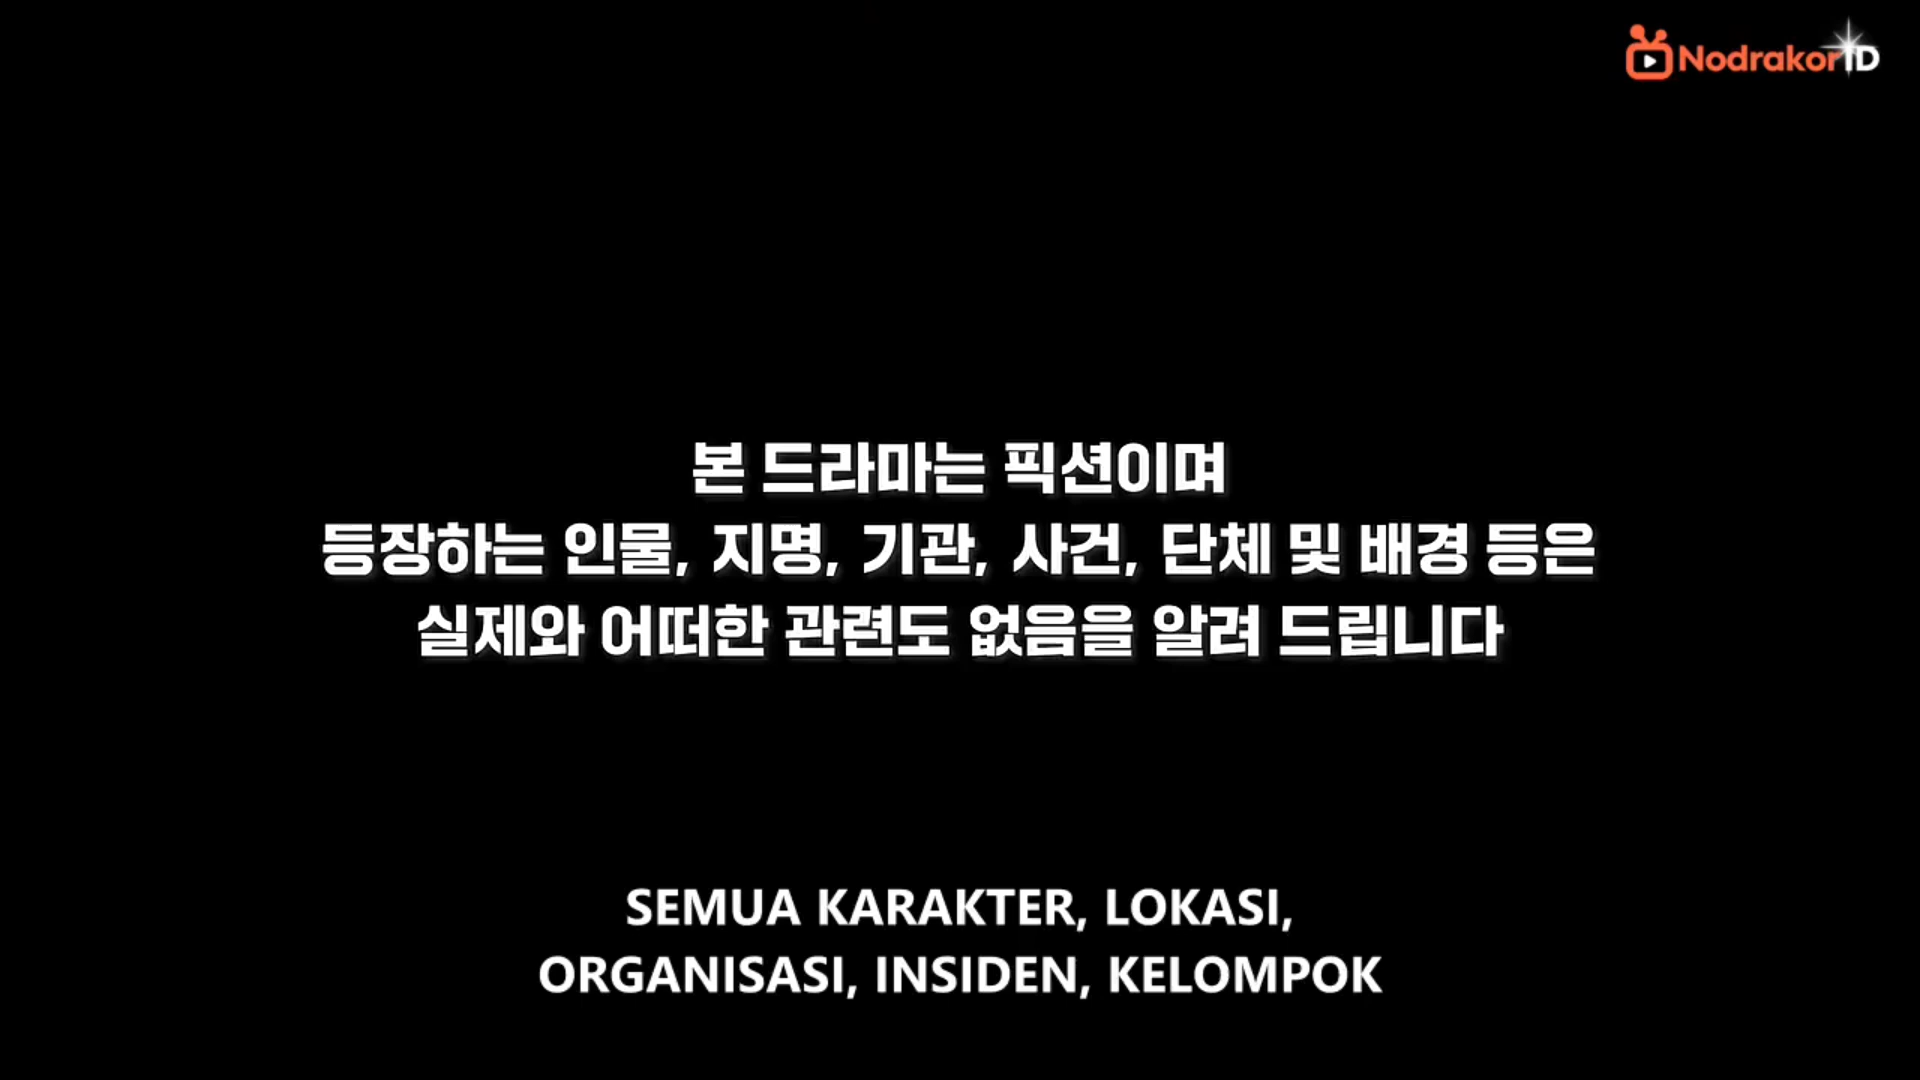 NodrakorID
본 드라마는 픽션이며
등장하는 인물, 지명, 기관, 사건, 단체 및 배경 등은
실제와 어떠한 관련도 없음을 알려 드립니다
SEMUA KARAKTER, LOKASI,
ORGANISASI, INSIDEN, KELOMPOK